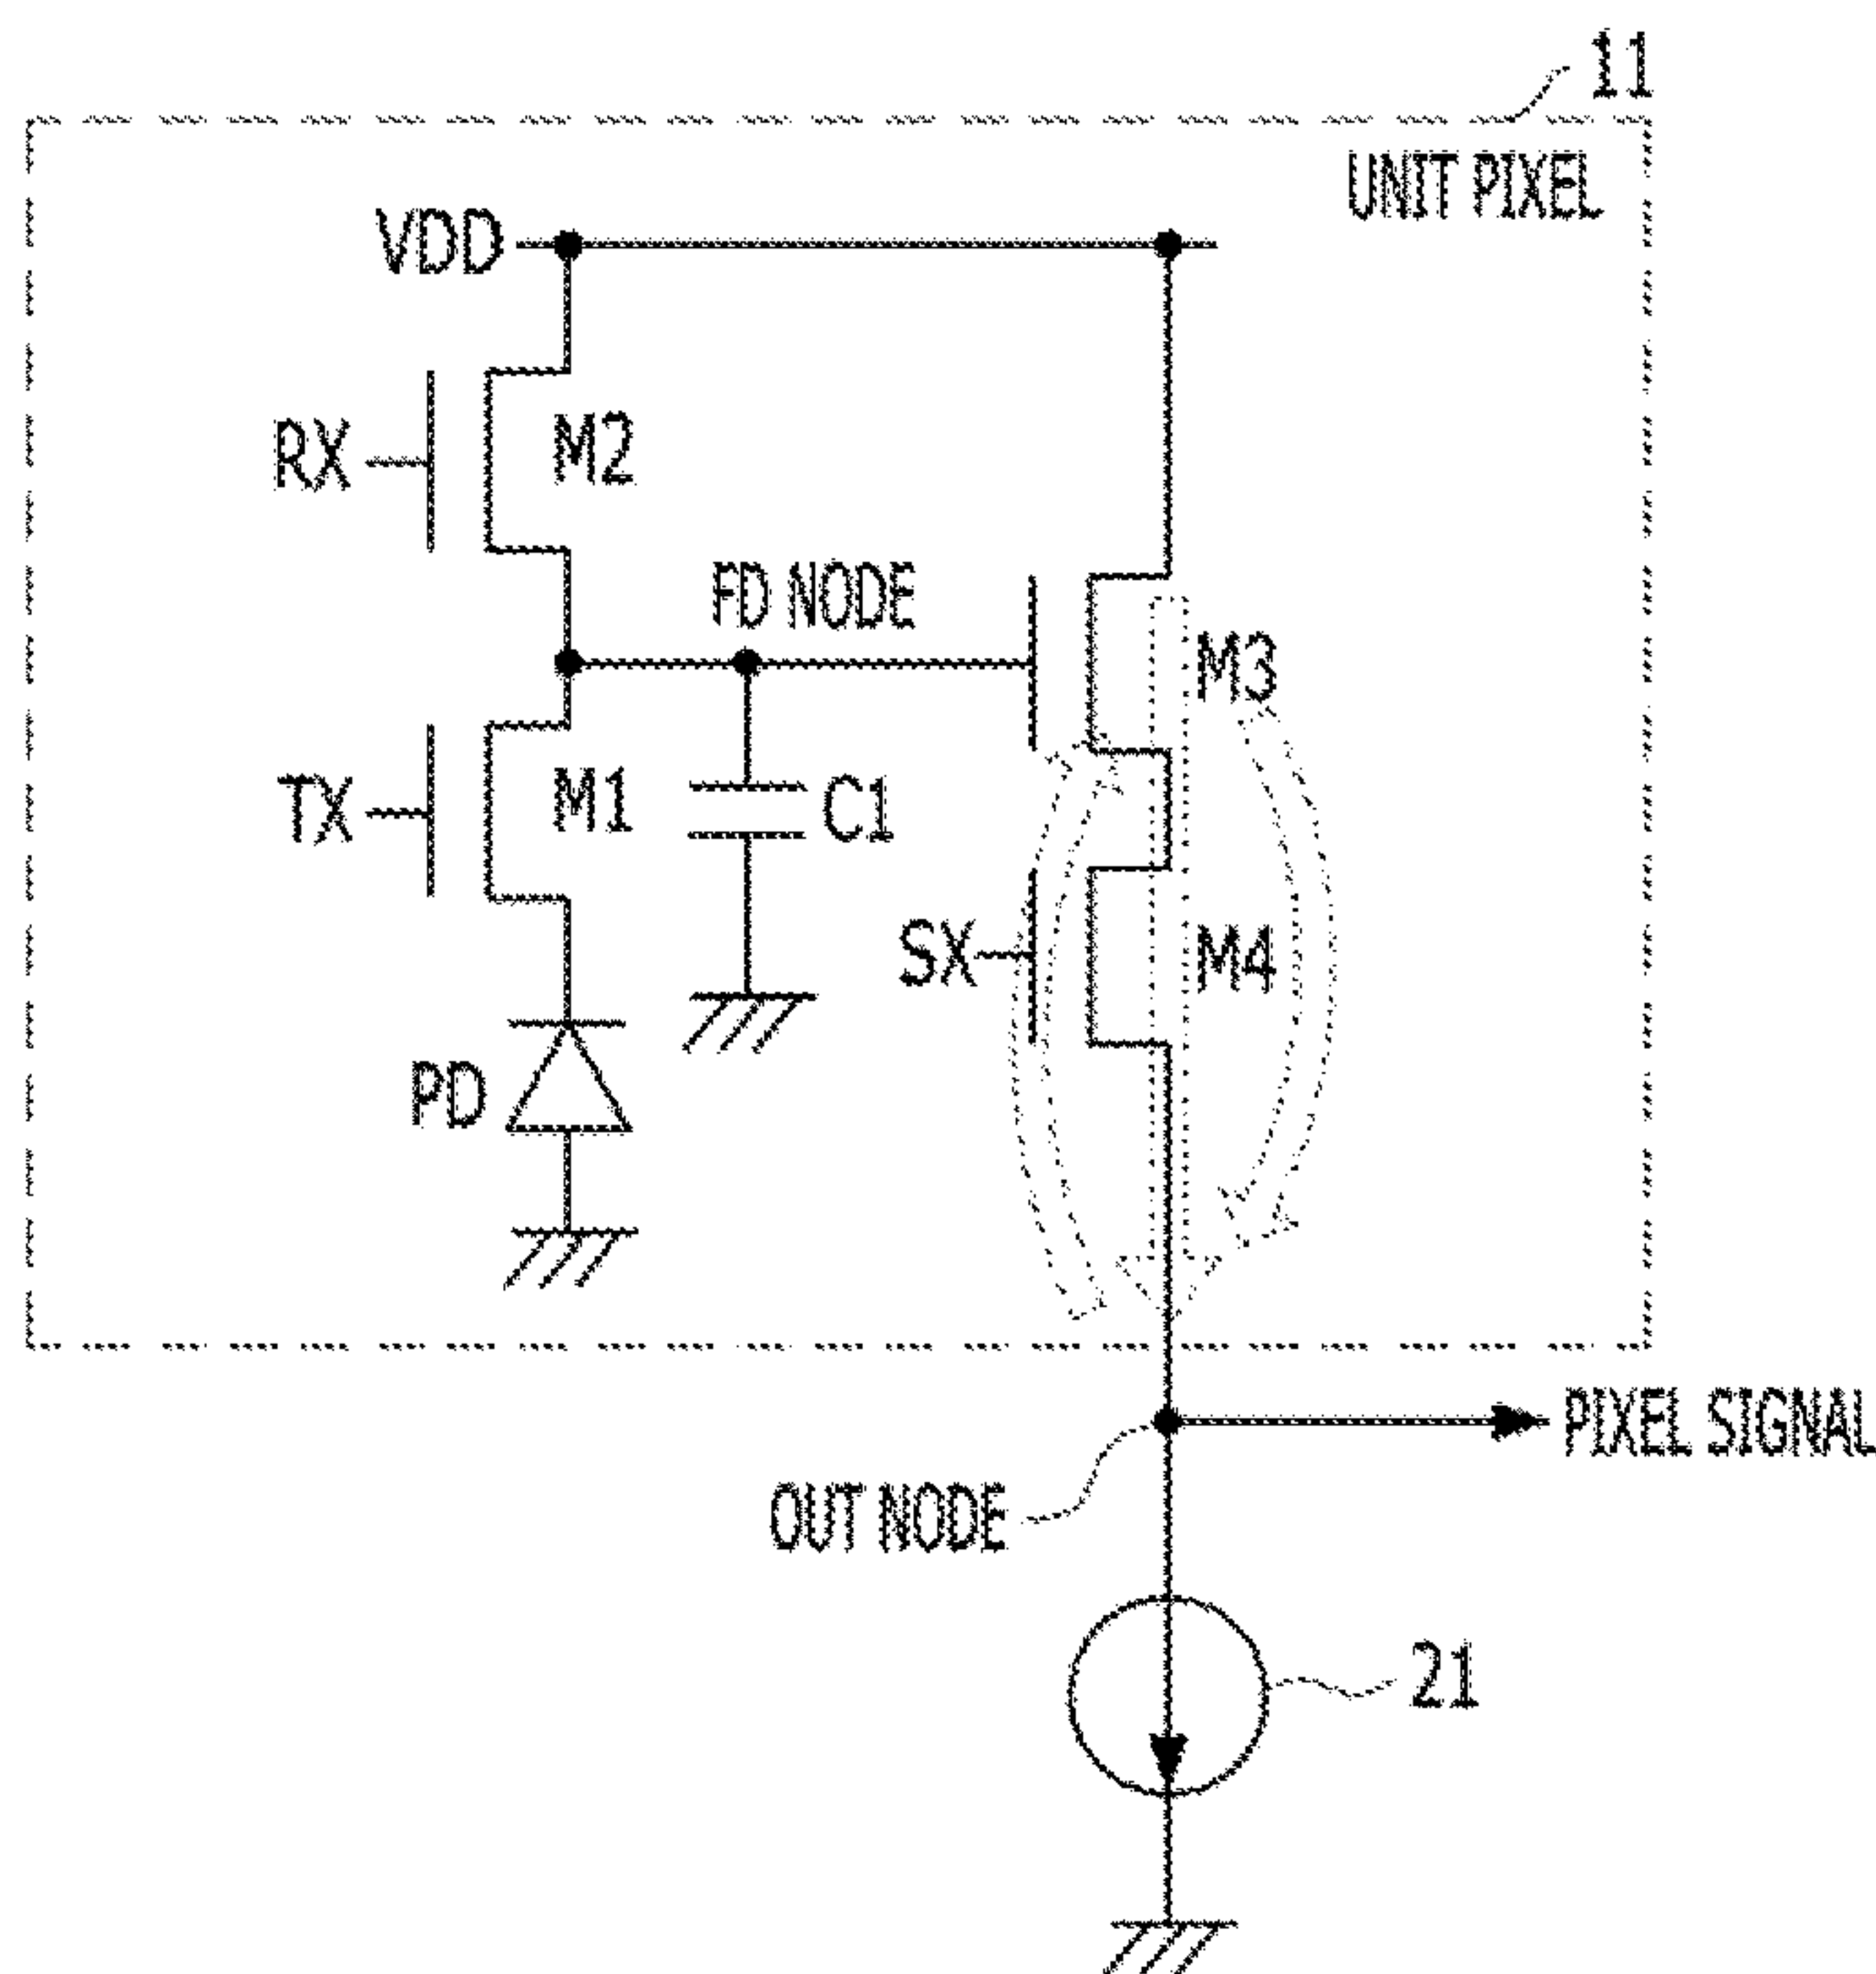 11
UNIT PIXEL
VDD
RX
M2
FD NODE
M3
TX
M1
C1
SX
M4
PD
PIXEL SIGNAL
OUT NODE
21